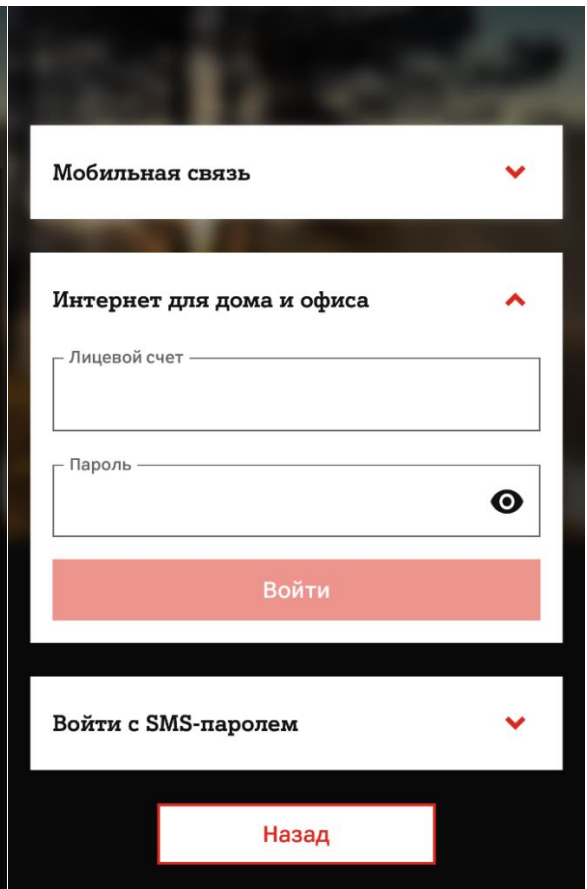 Мобильная связь
Интернет для дома и офиса
Лицевой счет
Пароль
Войти
Войти с SMS-паролем
Назад